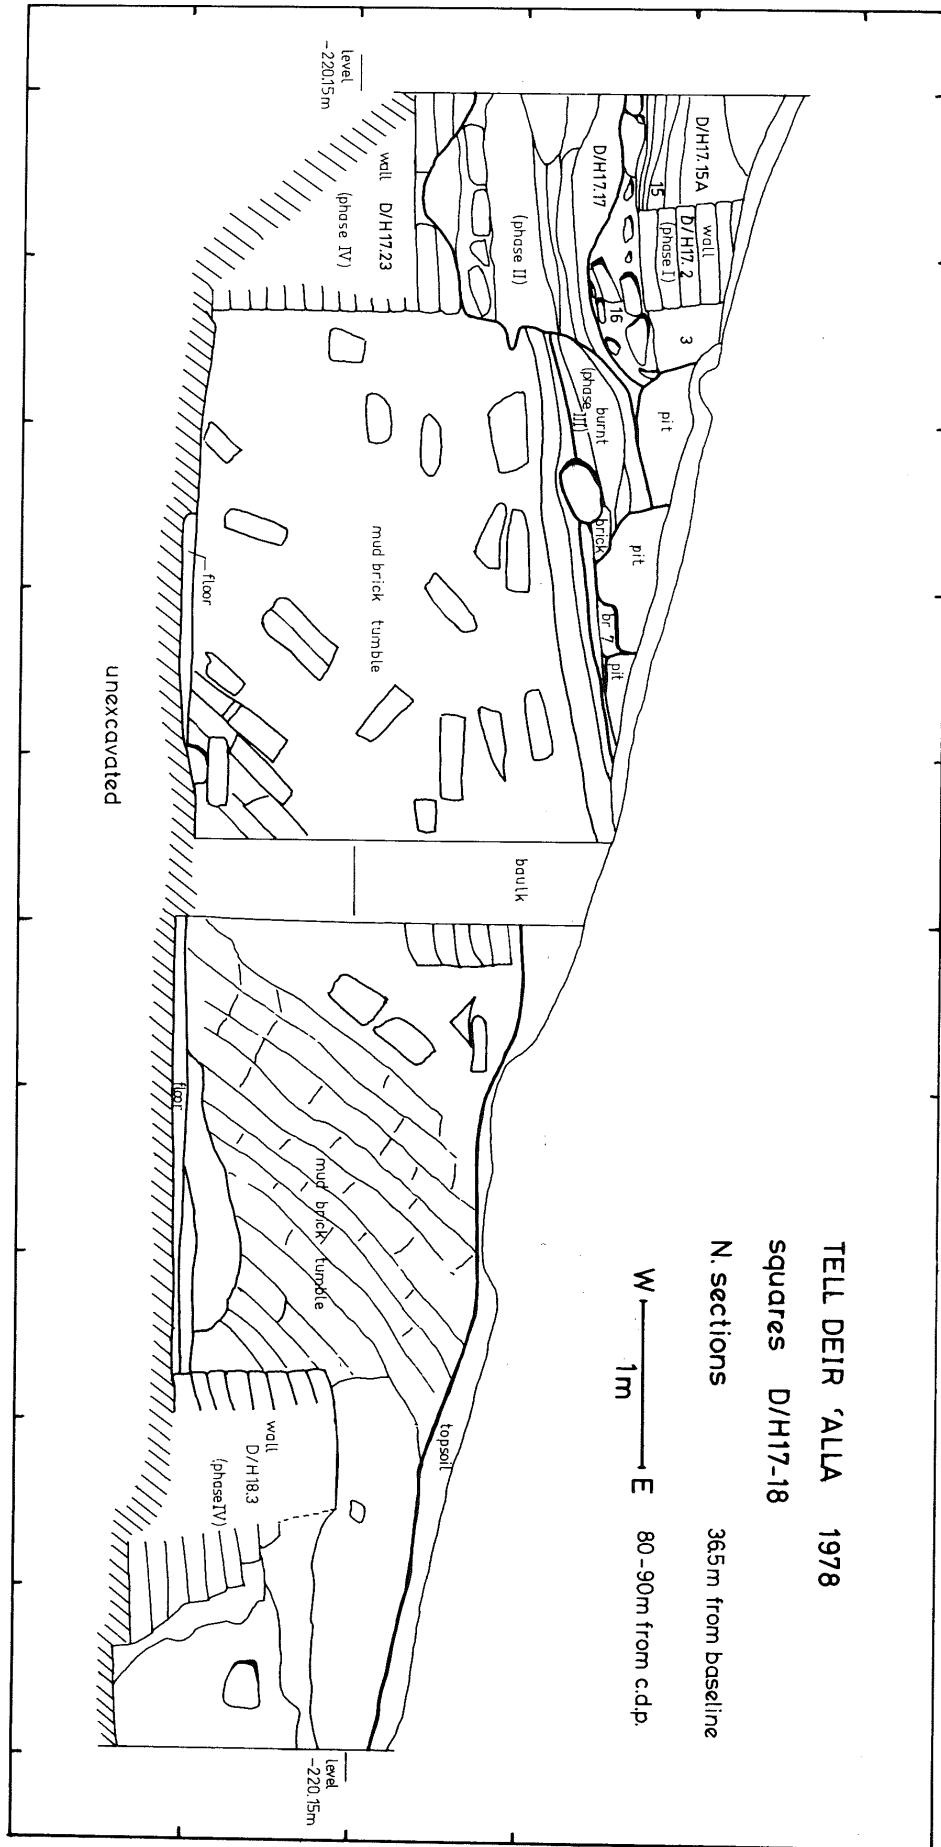 TELL DEIR ʿALLA 1978
squares D/H17-18
N. sections 36.5m from baseline
W E 80-90m from c.d.p.
1m
level
-220.15m
D/H17.15A
15
wall
D/H17.2
(phase I)
3
pit
D/H17.17
16
(phase II)
burnt
(phase III)
brick
pit
br 7
pit
wall D/H17.23
(phase IV)
mud brick tumble
floor
unexcavated
baulk
floor
mud brick tumble
topsoil
wall
D/H18.3
(phase IV)
level
-220.15m